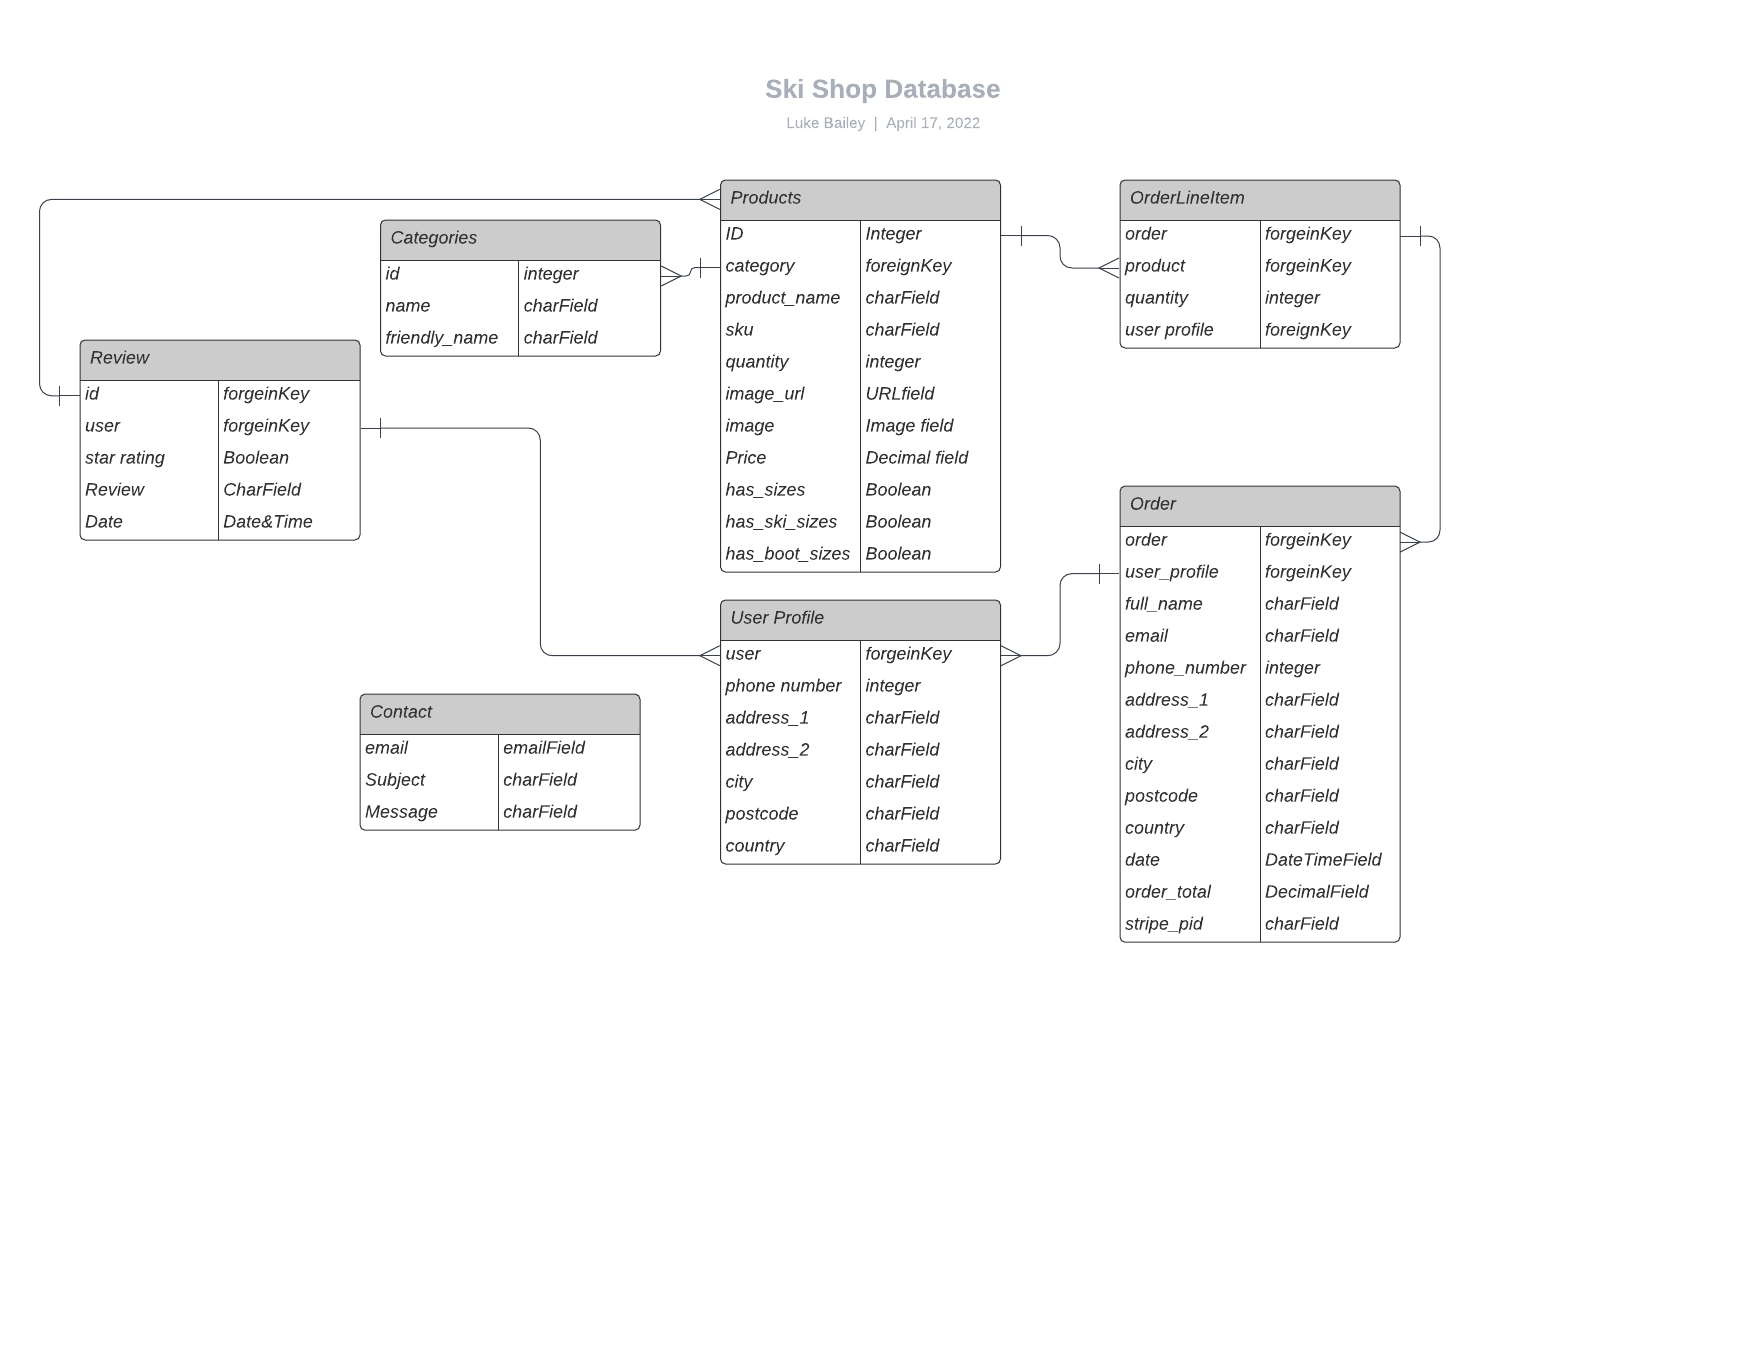 Ski Shop Database
Luke Bailey | April 17, 2022
Products
ID Integer
category foreignKey
product_name charField
sku charField
quantity integer
image_url URLfield
image Image field
Price Decimal field
has_sizes Boolean
has_ski_sizes Boolean
has_boot_sizes Boolean
OrderLineItem
order forgeinKey
product forgeinKey
quantity integer
user profile foreignKey
Categories
id integer
name charField
friendly_name charField
Review
id forgeinKey
user forgeinKey
star rating Boolean
Review CharField
Date Date&Time
Order
order forgeinKey
user_profile forgeinKey
full_name charField
email charField
phone_number integer
address_1 charField
address_2 charField
city charField
postcode charField
country charField
date DateTimeField
order_total DecimalField
stripe_pid charField
User Profile
user forgeinKey
phone number integer
address_1 charField
address_2 charField
city charField
postcode charField
country charField
Contact
email emailField
Subject charField
Message charField